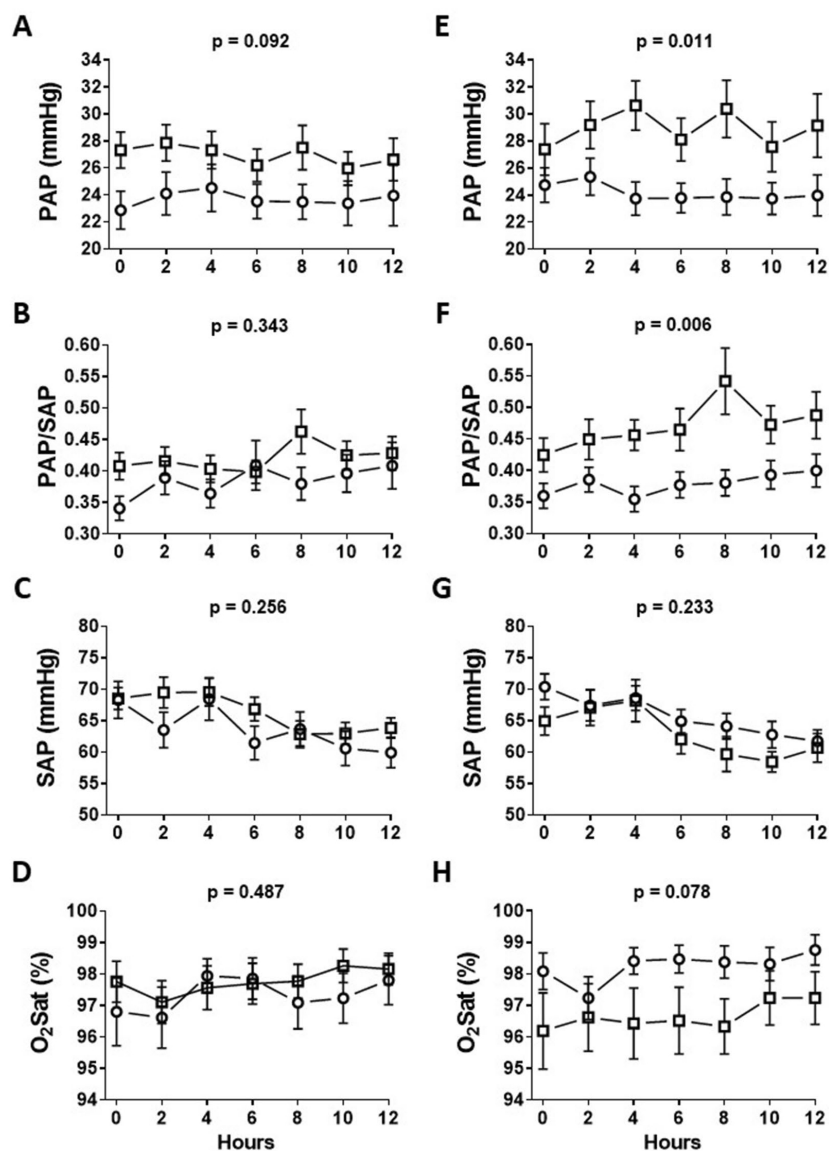 A
p = 0.092
PAP (mmHg)
34
32
30
28
26
24
22
20
0 2 4 6 8 10 12
B
p = 0.343
PAP/SAP
0.60
0.55
0.50
0.45
0.40
0.35
0.30
0 2 4 6 8 10 12
C
p = 0.256
SAP (mmHg)
80
75
70
65
60
55
50
0 2 4 6 8 10 12
D
p = 0.487
O₂Sat (%)
100
99
98
97
96
95
94
0 2 4 6 8 10 12
Hours
E
p = 0.011
PAP (mmHg)
34
32
30
28
26
24
22
20
0 2 4 6 8 10 12
F
p = 0.006
PAP/SAP
0.60
0.55
0.50
0.45
0.40
0.35
0.30
0 2 4 6 8 10 12
G
p = 0.233
SAP (mmHg)
80
75
70
65
60
55
50
0 2 4 6 8 10 12
H
p = 0.078
O₂Sat (%)
100
99
98
97
96
95
94
0 2 4 6 8 10 12
Hours